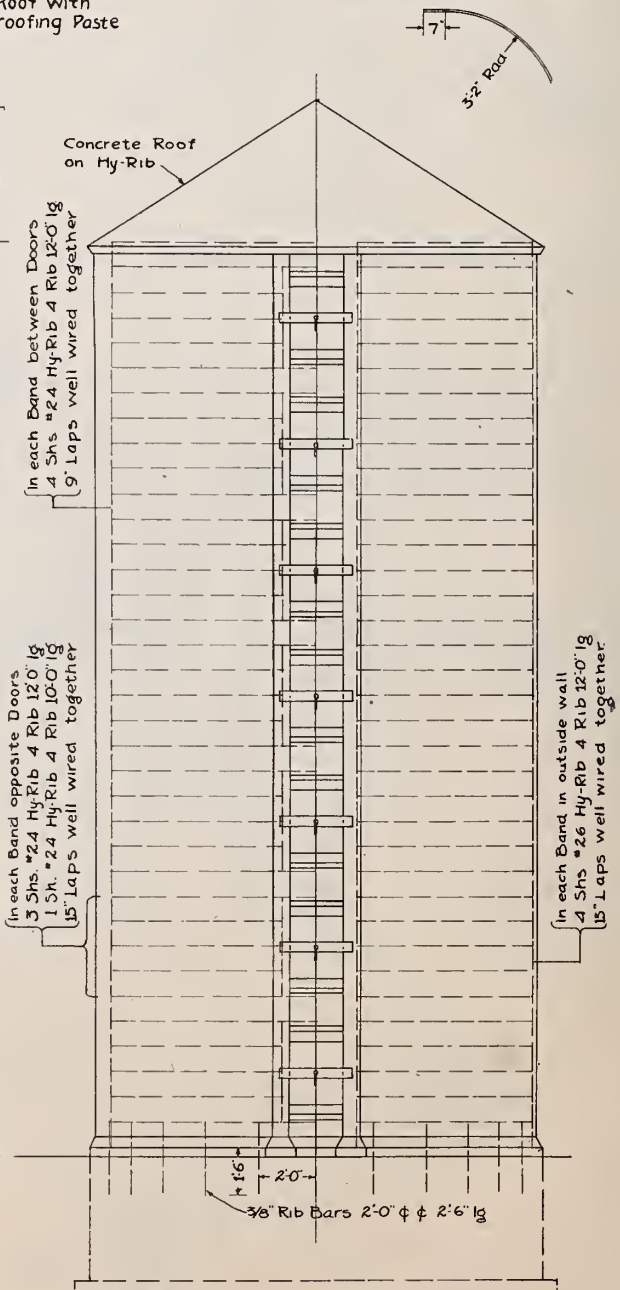 Roof with
roofing Paste
7"
3'-2" Rad
Concrete Roof
on Hy-Rib
In each Band between Doors
4 Shs #24 Hy-Rib 4 Rib 12'-0" lg
9" Laps well wired together
In each Band opposite Doors
3 Shs. #24 Hy-Rib 4 Rib 12'0" lg
1 Sh. #24 Hy-Rib 4 Rib 10'-0" lg
15" Laps well wired together
In each Band in outside wall
4 Shs #26 Hy-Rib 4 Rib 12'-0" lg
15" Laps well wired together.
1'-6"
2'-0"
3/8" Rib Bars 2'-0" ¢ ¢ 2'-6" lg